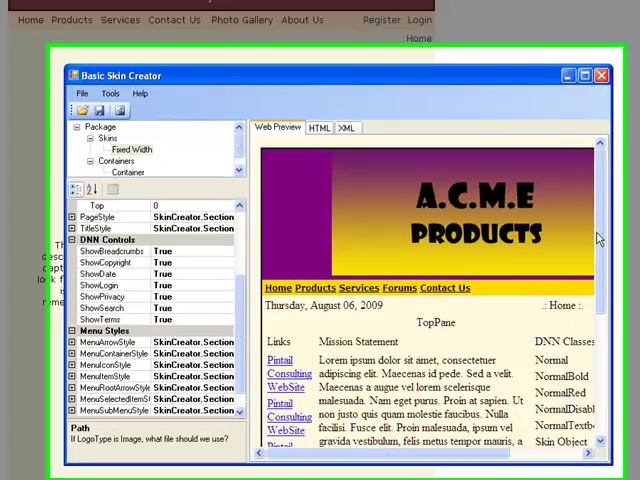 Home Products Services Contact Us Photo Gallery About Us Register Login
Home
Basic Skin Creator
File Tools Help
Package
Skins
Fixed Width
Containers
Container
Top 0
PageStyle SkinCreator.Section
TitleStyle SkinCreator.Section
DNN Controls
ShowBreadcrumbs True
ShowCopyright True
ShowDate True
ShowLogin True
ShowPrivacy True
ShowSearch True
ShowTerms True
Menu Styles
MenuArrowStyle SkinCreator.Section
MenuContainerStyle SkinCreator.Section
MenuIconStyle SkinCreator.Section
MenuItemStyle SkinCreator.Section
MenuRootArrowStyle SkinCreator.Section
MenuSelectedItemSt SkinCreator.Section
MenuSubMenuStyle SkinCreator.Section
Path
If LogoType is Image, what file should we use?
Web Preview HTML XML
A.C.M.E
PRODUCTS
Home Products Services Forums Contact Us
Thursday, August 06, 2009 .: Home :.
TopPane
Links Mission Statement DNN Classes
Pintail
Consulting
WebSite
Pintail
Consulting
WebSite
Pintail
Lorem ipsum dolor sit amet, consectetuer
adipiscing elit. Maecenas id pede. Sed a velit.
Maecenas a augue vel lorem scelerisque
malesuada. Nam eget purus. Proin at sapien. Ut
non justo quis quam molestie faucibus. Nulla
facilisi. Fusce mi. Proin malesuada, ipsum vel
gravida vestibulum, felis metus tempor mauris, a
Normal
NormalBold
NormalRed
NormalDisabl
NormalTextb
Skin Object